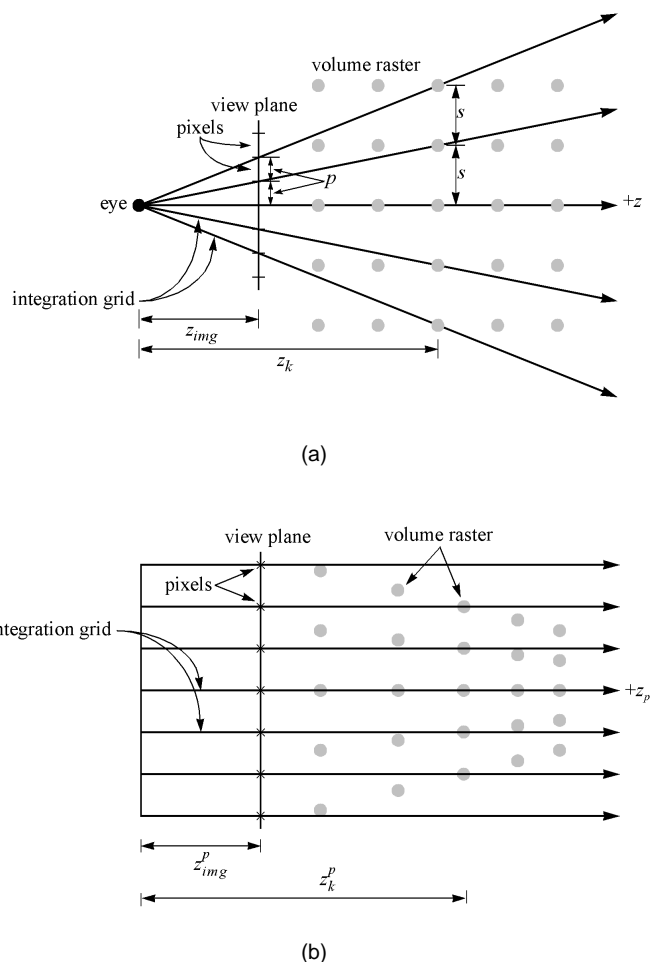 volume raster
view plane
pixels
s
p
s
eye
+z
integration grid
z_img
z_k
(a)
view plane
volume raster
pixels
ntegration grid
+z_p
z^p_img
z^p_k
(b)